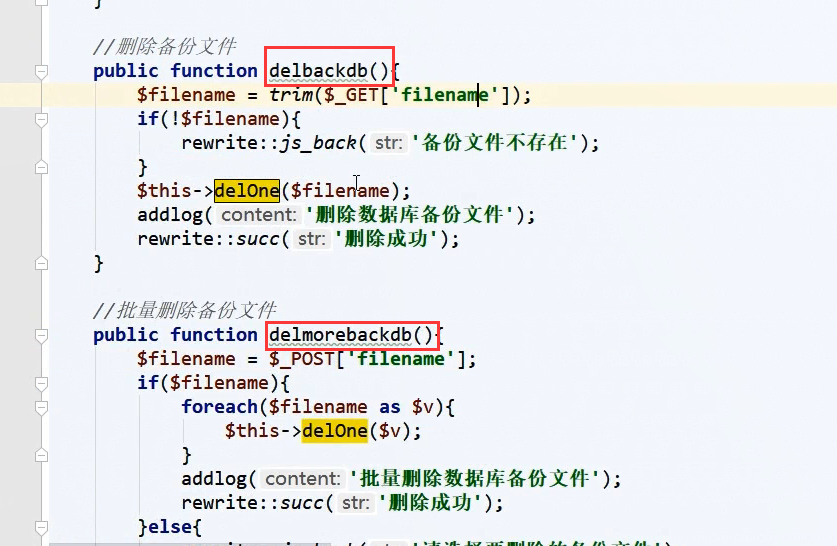 }
//删除备份文件
public function delbackdb(){
$filename = trim($_GET['filename']);
if(!$filename){
rewrite::js_back( str: '备份文件不存在');
}
$this->delOne($filename);
addlog( content: '删除数据库备份文件');
rewrite::succ( str: '删除成功');
}
//批量删除备份文件
public function delmorebackdb(){
$filename = $_POST['filename'];
if($filename){
foreach($filename as $v){
$this->delOne($v);
}
addlog( content: '批量删除数据库备份文件');
rewrite::succ( str: '删除成功');
}else{